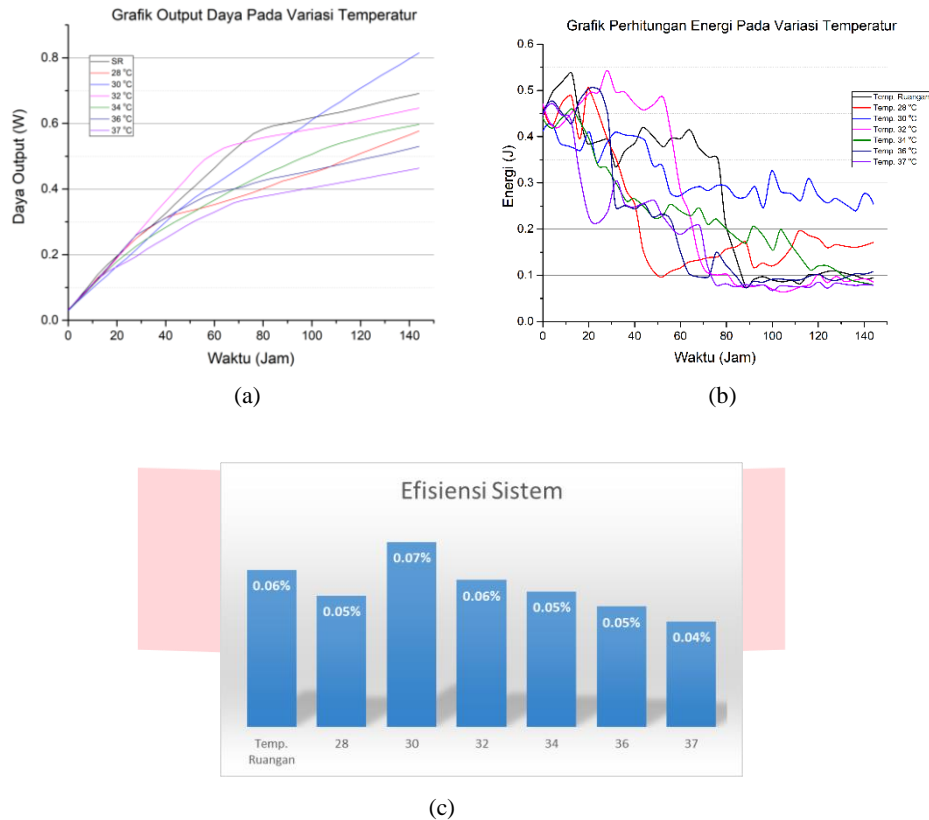 Grafik Output Daya Pada Variasi Temperatur
Daya Output (W)
0.8
0.6
0.4
0.2
0.0
SR
28 °C
30 °C
32 °C
34 °C
36 °C
37 °C
0 20 40 60 80 100 120 140
Waktu (Jam)
(a)
Grafik Perhitungan Energi Pada Variasi Temperatur
Energi (J)
0.6
0.5
0.4
0.3
0.2
0.1
0.0
Temp. Ruangan
Temp. 28 °C
Temp. 30 °C
Temp. 32 °C
Temp. 34 °C
Temp. 36 °C
Temp. 37 °C
0 20 40 60 80 100 120 140
Waktu (Jam)
(b)
Efisiensi Sistem
0.06% 0.05% 0.07% 0.06% 0.05% 0.05% 0.04%
Temp. 28 30 32 34 36 37
Ruangan
(c)